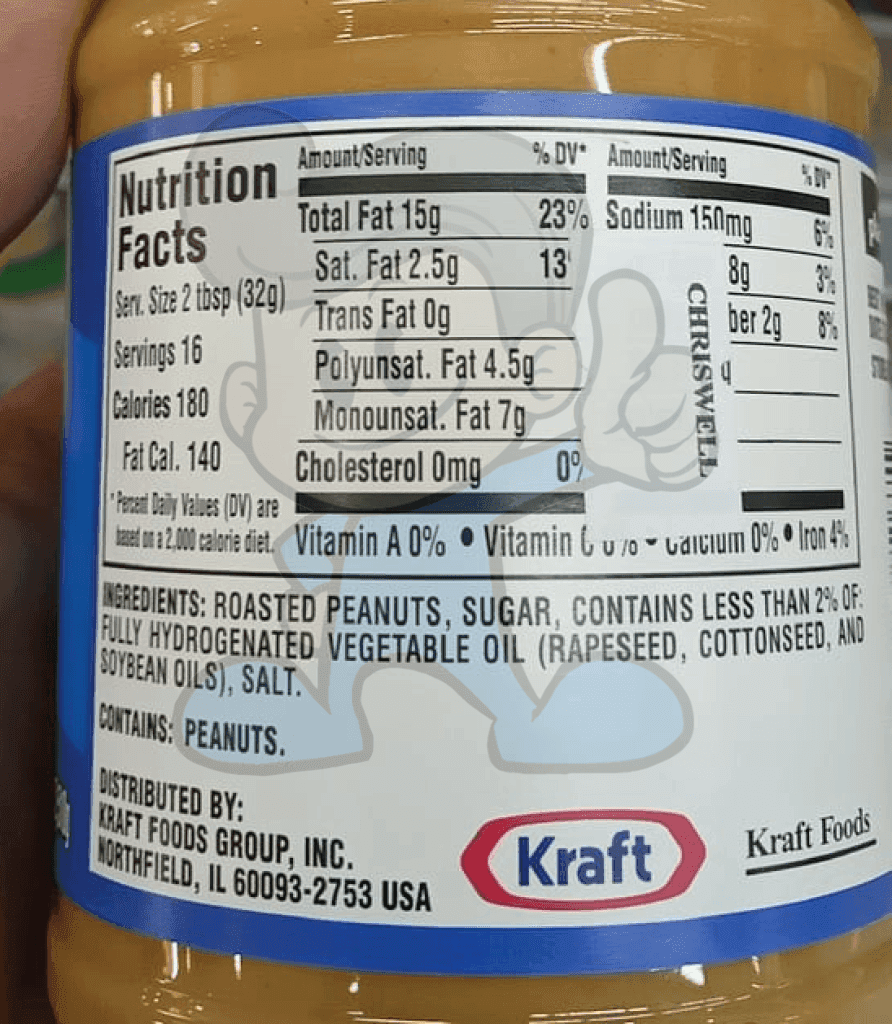 Nutrition
Facts
Serv. Size 2 tbsp (32g)
Servings 16
Calories 180
Fat Cal. 140
*Percent Daily Values (DV) are
based on a 2,000 calorie diet.
Amount/Serving % DV*
Total Fat 15g 23%
Sat. Fat 2.5g 13
Trans Fat 0g
Polyunsat. Fat 4.5g
Monounsat. Fat 7g
Cholesterol 0mg 0%
Amount/Serving % DV*
Sodium 150mg 6%
8g 3%
ber 2g 8%
CHRISWELL
Vitamin A 0% • Vitamin C 0% • Calcium 0% • Iron 4%
INGREDIENTS: ROASTED PEANUTS, SUGAR, CONTAINS LESS THAN 2% OF:
FULLY HYDROGENATED VEGETABLE OIL (RAPESEED, COTTONSEED, AND
SOYBEAN OILS), SALT.
CONTAINS: PEANUTS.
DISTRIBUTED BY:
KRAFT FOODS GROUP, INC.
NORTHFIELD, IL 60093-2753 USA
Kraft
Kraft Foods